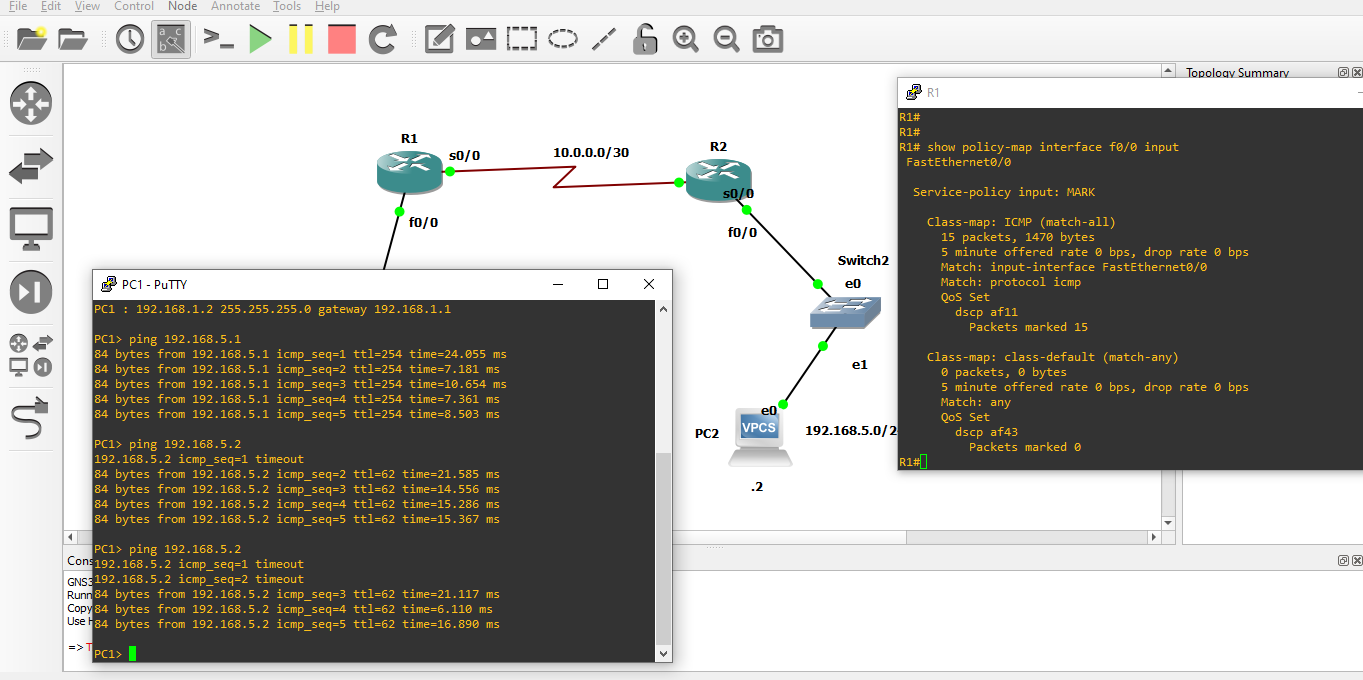 File Edit View Control Node Annotate Tools Help
Topology Summary
R1
s0/0
10.0.0.0/30
R2
s0/0
f0/0
f0/0
Switch2
e0
e1
e0
PC2
VPCS
192.168.5.0/2
.2
R1
R1#
R1#
R1# show policy-map interface f0/0 input
FastEthernet0/0
Service-policy input: MARK
Class-map: ICMP (match-all)
15 packets, 1470 bytes
5 minute offered rate 0 bps, drop rate 0 bps
Match: input-interface FastEthernet0/0
Match: protocol icmp
QoS Set
dscp af11
Packets marked 15
Class-map: class-default (match-any)
0 packets, 0 bytes
5 minute offered rate 0 bps, drop rate 0 bps
Match: any
QoS Set
dscp af43
Packets marked 0
R1#
PC1 - PuTTY
PC1 : 192.168.1.2 255.255.255.0 gateway 192.168.1.1
PC1> ping 192.168.5.1
84 bytes from 192.168.5.1 icmp_seq=1 ttl=254 time=24.055 ms
84 bytes from 192.168.5.1 icmp_seq=2 ttl=254 time=7.181 ms
84 bytes from 192.168.5.1 icmp_seq=3 ttl=254 time=10.654 ms
84 bytes from 192.168.5.1 icmp_seq=4 ttl=254 time=7.361 ms
84 bytes from 192.168.5.1 icmp_seq=5 ttl=254 time=8.503 ms
PC1> ping 192.168.5.2
192.168.5.2 icmp_seq=1 timeout
84 bytes from 192.168.5.2 icmp_seq=2 ttl=62 time=21.585 ms
84 bytes from 192.168.5.2 icmp_seq=3 ttl=62 time=14.556 ms
84 bytes from 192.168.5.2 icmp_seq=4 ttl=62 time=15.286 ms
84 bytes from 192.168.5.2 icmp_seq=5 ttl=62 time=15.367 ms
PC1> ping 192.168.5.2
192.168.5.2 icmp_seq=1 timeout
192.168.5.2 icmp_seq=2 timeout
84 bytes from 192.168.5.2 icmp_seq=3 ttl=62 time=21.117 ms
84 bytes from 192.168.5.2 icmp_seq=4 ttl=62 time=6.110 ms
84 bytes from 192.168.5.2 icmp_seq=5 ttl=62 time=16.890 ms
PC1>
Cons
GNS3
Runn
Copy
Use
=> T